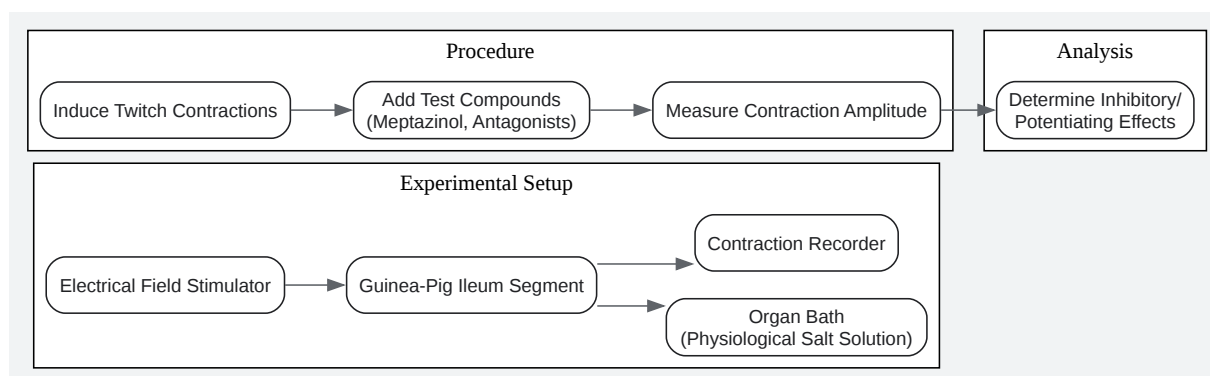 Procedure
Induce Twitch Contractions
Add Test Compounds
(Meptazinol, Antagonists)
Measure Contraction Amplitude
Analysis
Determine Inhibitory/
Potentiating Effects
Experimental Setup
Electrical Field Stimulator
Guinea-Pig Ileum Segment
Contraction Recorder
Organ Bath
(Physiological Salt Solution)